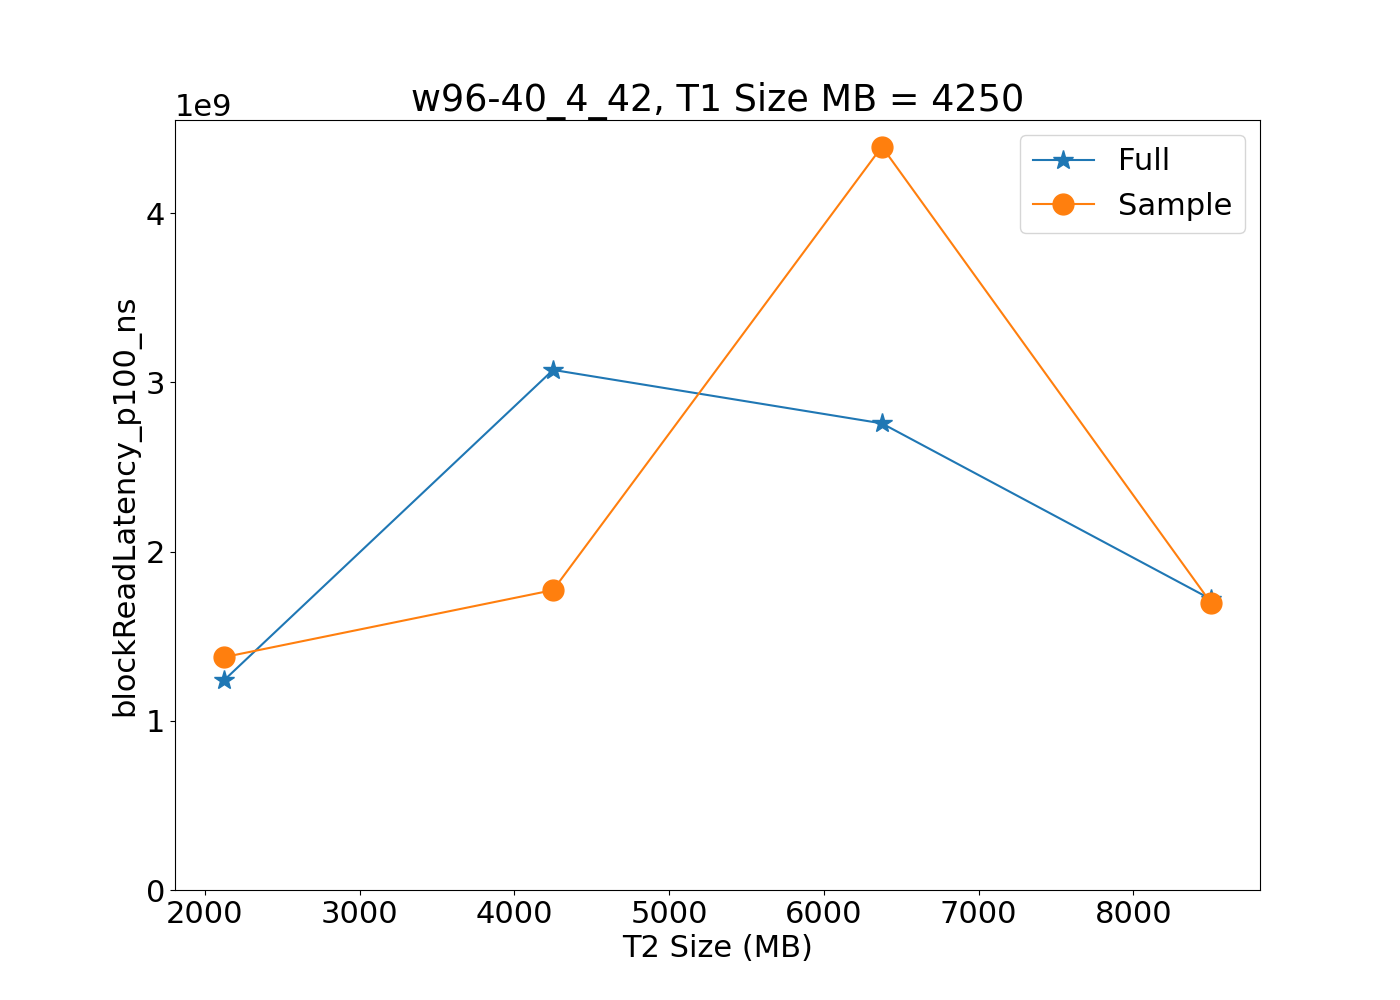 w96-40_4_42, T1 Size MB = 4250
1e9
Full
Sample
4
3
2
1
0
blockReadLatency_p100_ns
2000 3000 4000 5000 6000 7000 8000
T2 Size (MB)